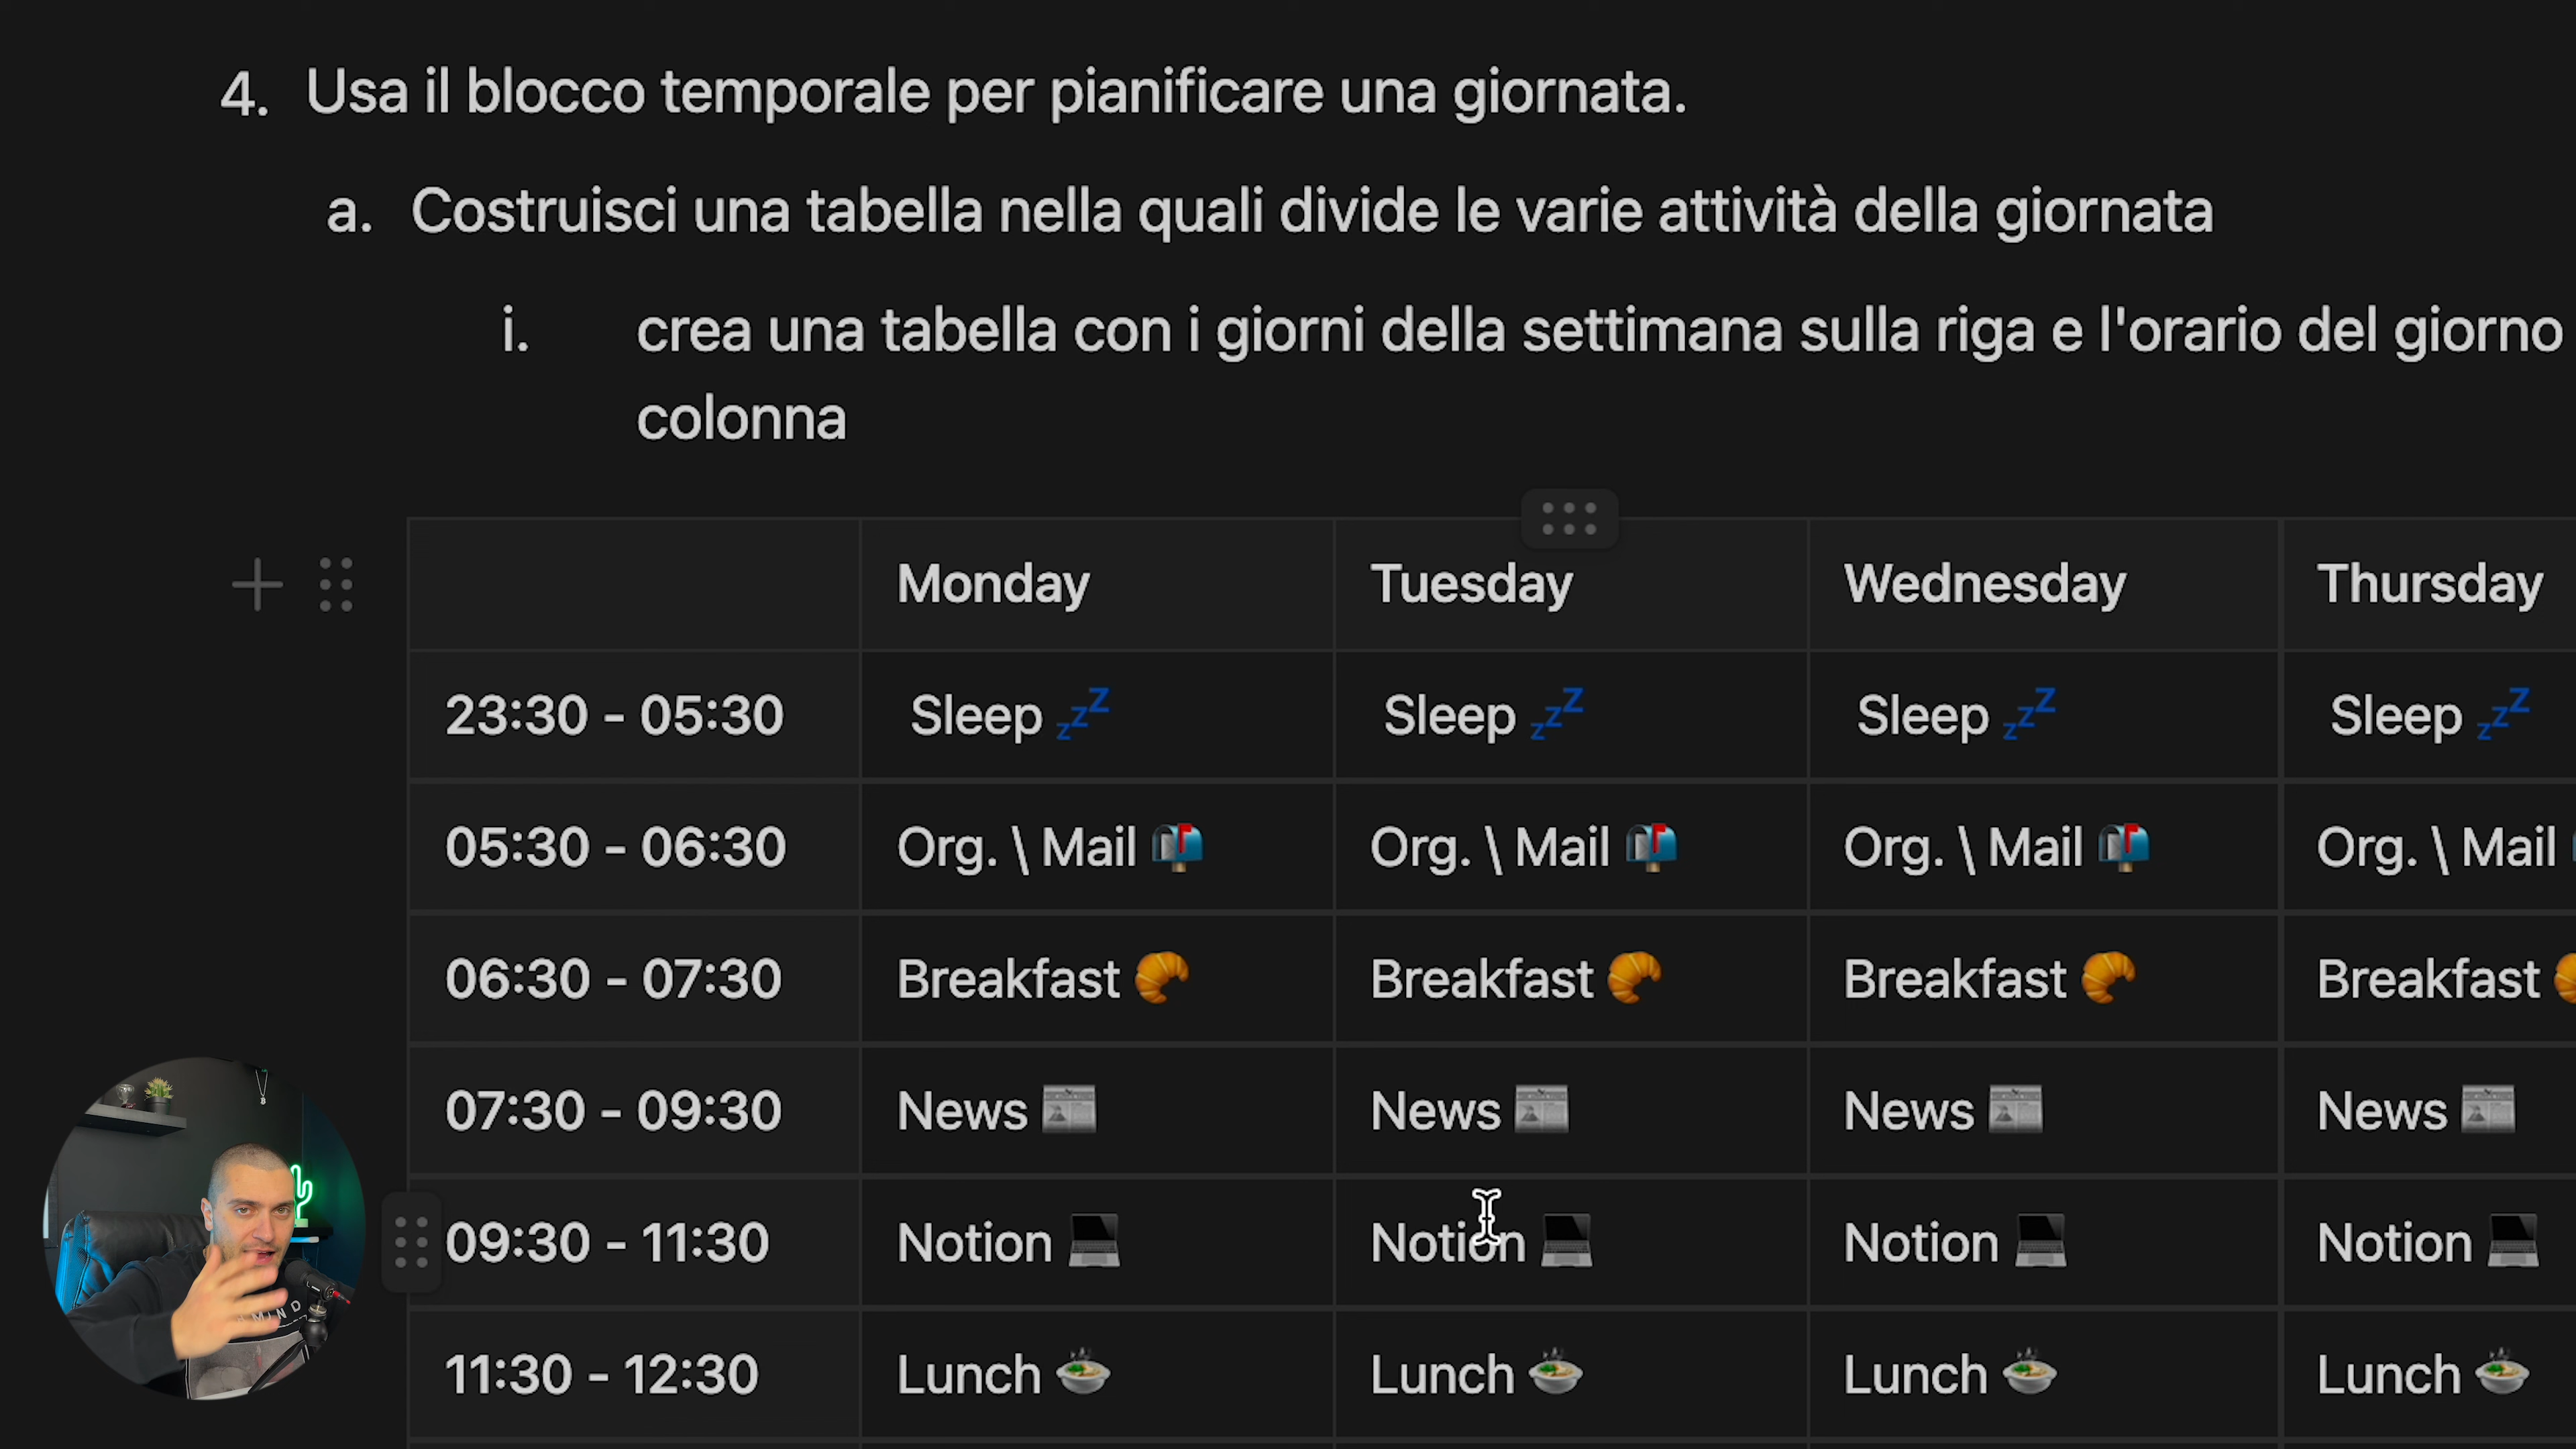 4. Usa il blocco temporale per pianificare una giornata.
a. Costruisci una tabella nella quali divide le varie attività della giornata
i. crea una tabella con i giorni della settimana sulla riga e l'orario del giorno
colonna
Monday Tuesday Wednesday Thursday
23:30 - 05:30 Sleep 💤 Sleep 💤 Sleep 💤 Sleep 💤
05:30 - 06:30 Org. \ Mail 📬 Org. \ Mail 📬 Org. \ Mail 📬 Org. \ Mail
06:30 - 07:30 Breakfast 🥐 Breakfast 🥐 Breakfast 🥐 Breakfast 🥐
07:30 - 09:30 News 📰 News 📰 News 📰 News 📰
09:30 - 11:30 Notion 💻 Notion 💻 Notion 💻 Notion 💻
11:30 - 12:30 Lunch 🍲 Lunch 🍲 Lunch 🍲 Lunch 🍲
MIND